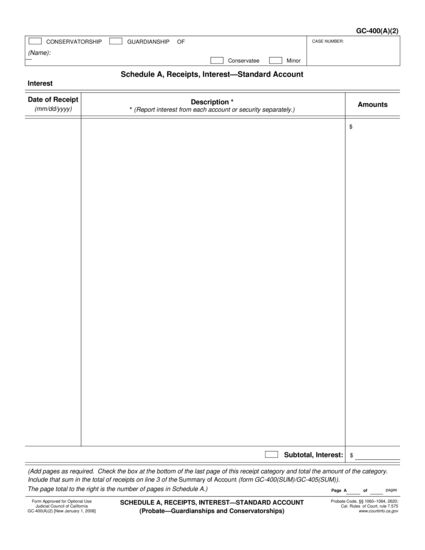 GC-400(A)(2)
CONSERVATORSHIP GUARDIANSHIP OF
CASE NUMBER:
(Name):
Conservatee Minor
Schedule A, Receipts, Interest—Standard Account
Interest
Date of Receipt
(mm/dd/yyyy)
Description *
* (Report interest from each account or security separately.)
Amounts
$
Subtotal, Interest: $
(Add pages as required. Check the box at the bottom of the last page of this receipt category and total the amount of the category.
Include that sum in the total of receipts on line 3 of the Summary of Account (form GC-400(SUM)/GC-405(SUM)).
The page total to the right is the number of pages in Schedule A.)
Page A of pages
Form Approved for Optional Use
Judicial Council of California
GC-400(A)(2) [New January 1, 2008]
SCHEDULE A, RECEIPTS, INTEREST—STANDARD ACCOUNT
(Probate—Guardianships and Conservatorships)
Probate Code, §§ 1060–1064, 2620;
Cal. Rules of Court, rule 7.575
www.courtinfo.ca.gov